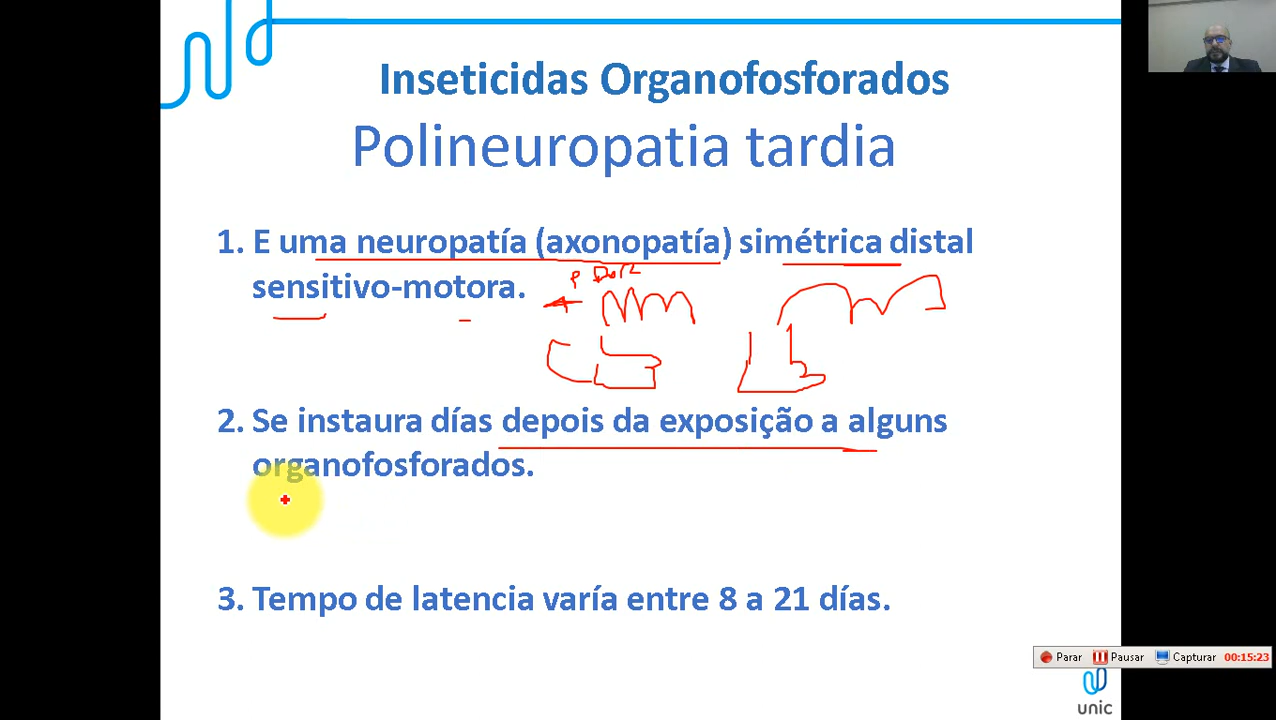 Inseticidas Organofosforados
Polineuropatia tardia
1. E uma neuropatía (axonopatía) simétrica distal
sensitivo-motora.
2. Se instaura días depois da exposição a alguns
organofosforados.
3. Tempo de latencia varía entre 8 a 21 días.
Parar Pausar Capturar 00:15:23
unic